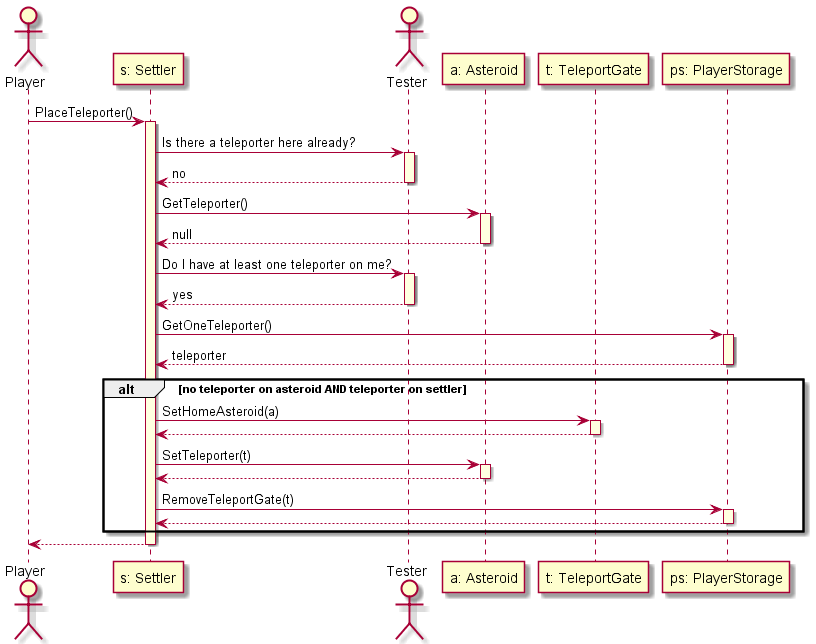 Player
s: Settler
Tester
a: Asteroid
t: TeleportGate
ps: PlayerStorage
PlaceTeleporter()
Is there a teleporter here already?
no
GetTeleporter()
null
Do I have at least one teleporter on me?
yes
GetOneTeleporter()
teleporter
alt
[no teleporter on asteroid AND teleporter on settler]
SetHomeAsteroid(a)
SetTeleporter(t)
RemoveTeleportGate(t)
Player
s: Settler
Tester
a: Asteroid
t: TeleportGate
ps: PlayerStorage